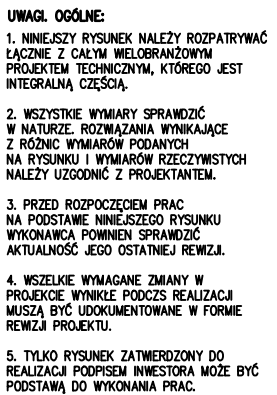 UWAGI. OGÓLNE:
1. NINIEJSZY RYSUNEK NALEŻY ROZPATRYWAĆ
ŁĄCZNIE Z CAŁYM WIELOBRANŻOWYM
PROJEKTEM TECHNICZNYM, KTÓREGO JEST
INTEGRALNĄ CZĘŚCIĄ.
2. WSZYSTKIE WYMIARY SPRAWDZIĆ
W NATURZE. ROZWIĄZANIA WYNIKAJĄCE
Z RÓŻNIC WYMIARÓW PODANYCH
NA RYSUNKU I WYMIARÓW RZECZYWISTYCH
NALEŻY UZGODNIĆ Z PROJEKTANTEM.
3. PRZED ROZPOCZĘCIEM PRAC
NA PODSTAWIE NINIEJSZEGO RYSUNKU
WYKONAWCA POWINIEN SPRAWDZIĆ
AKTUALNOŚĆ JEGO OSTATNIEJ REWIZJI.
4. WSZELKIE WYMAGANE ZMIANY W
PROJEKCIE WYNIKŁE PODCZS REALIZACJI
MUSZĄ BYĆ UDOKUMENTOWANE W FORMIE
REWIZJI PROJEKTU.
5. TYLKO RYSUNEK ZATWIERDZONY DO
REALIZACJI PODPISEM INWESTORA MOŻE BYĆ
PODSTAWĄ DO WYKONANIA PRAC.